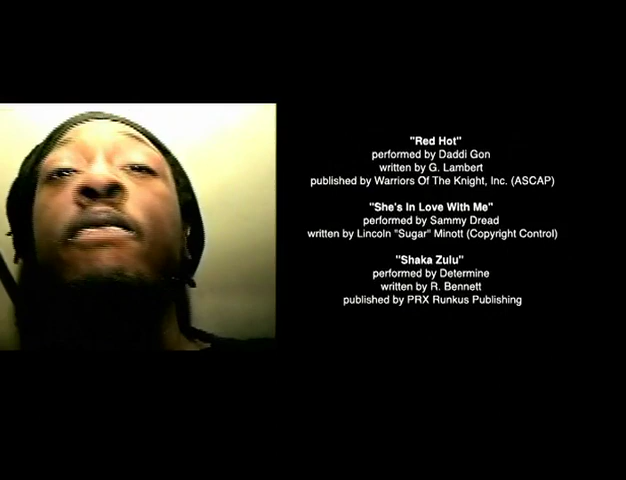 "Red Hot"
performed by Daddi Gon
written by G. Lambert
published by Warriors Of The Knight, Inc. (ASCAP)
"She's In Love With Me"
performed by Sammy Dread
written by Lincoln "Sugar" Minott (Copyright Control)
"Shaka Zulu"
performed by Determine
written by R. Bennett
published by PRX Runkus Publishing